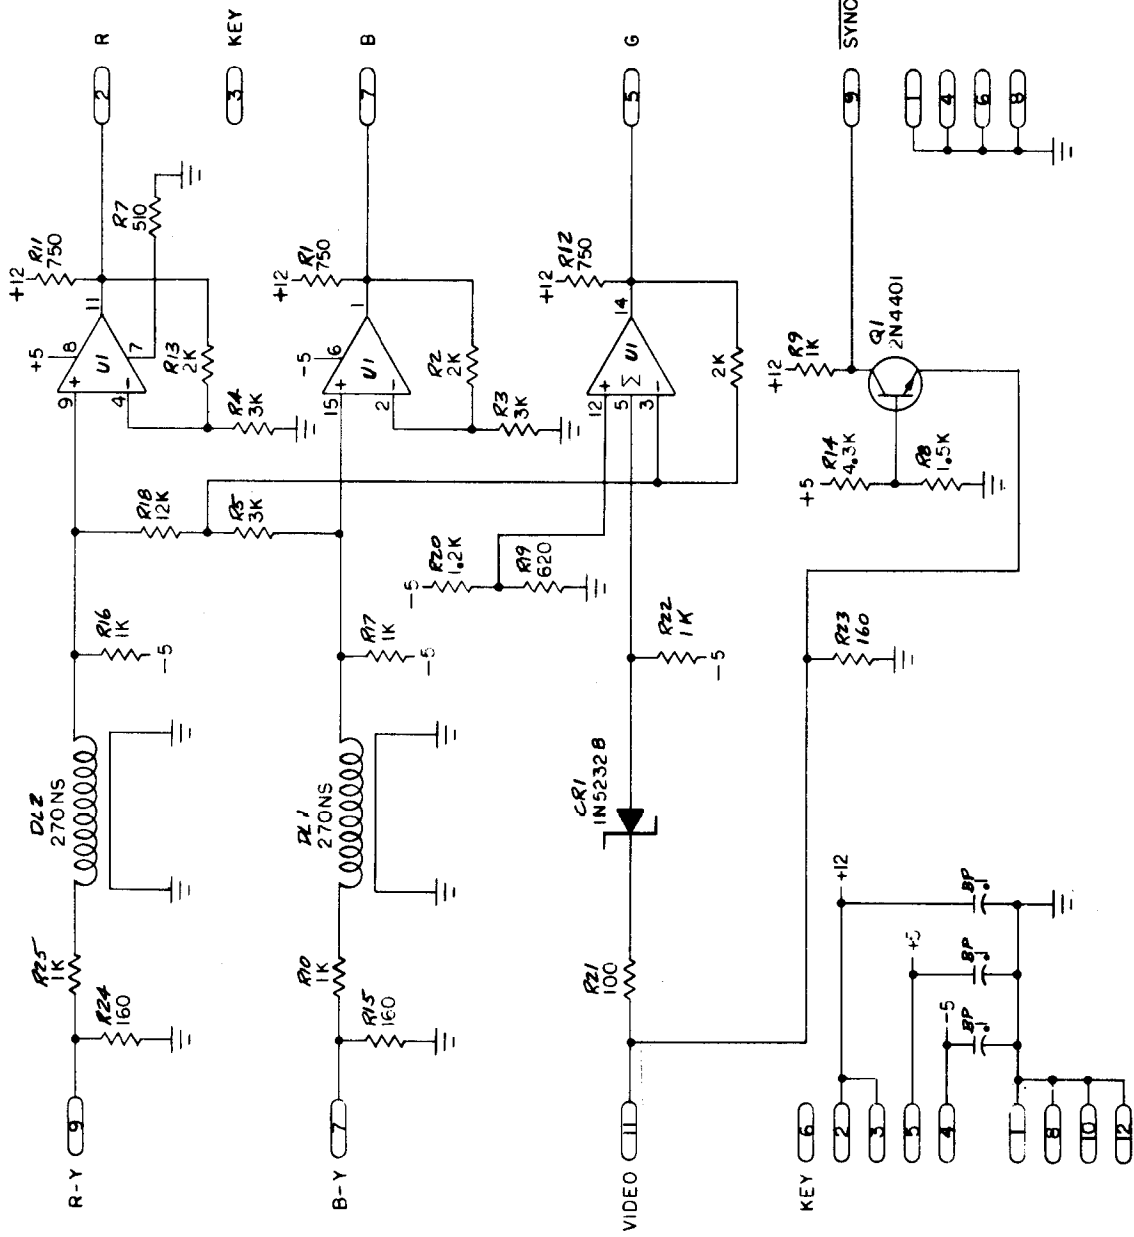 R
2
+12
R11
750
11
+5
8
U1
7
9
4
+
-
R7
510
R13
2K
R4
3K
KEY
3
B
7
+12
R1
750
1
-5
6
U1
15
2
+
-
R2
2K
R3
3K
G
5
+12
R12
750
14
U1
Σ
12
5
3
+
-
2K
SYNC
9
1
4
6
8
+12
R9
1K
Q1
2N4401
+5
R14
4.3K
R8
1.5K
R18
12K
R5
3K
-5
R20
1.2K
R19
620
R16
1K
-5
R17
1K
-5
R22
1K
-5
R23
160
DL2
270NS
DL1
270NS
CR1
1N5232B
R25
1K
R24
160
R10
1K
R15
160
R21
100
R-Y
9
B-Y
7
VIDEO
11
KEY
6
2
3
5
4
1
8
10
12
+12
+5
-5
BP
.1
BP
.1
BP
.1